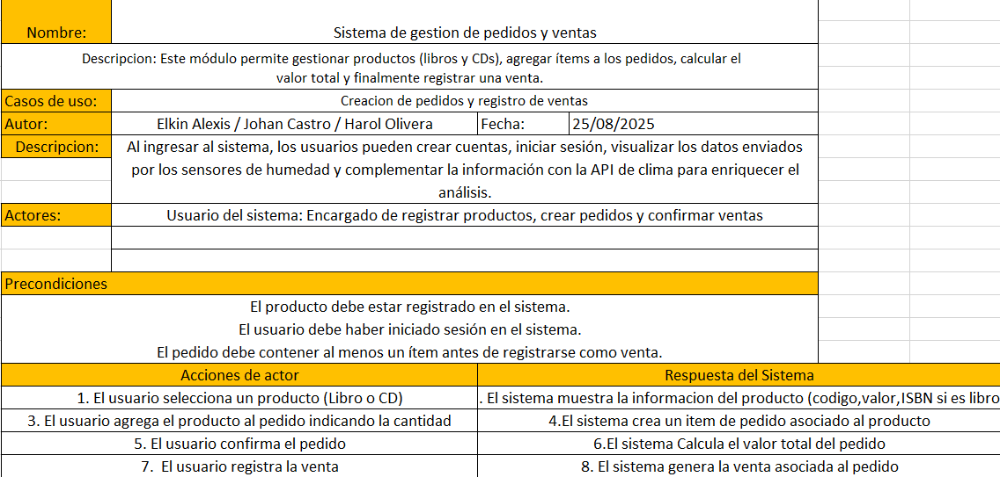 Nombre: Sistema de gestion de pedidos y ventas
Descripcion: Este módulo permite gestionar productos (libros y CDs), agregar ítems a los pedidos, calcular el
valor total y finalmente registrar una venta.
Casos de uso: Creacion de pedidos y registro de ventas
Autor: Elkin Alexis / Johan Castro / Harol Olivera Fecha: 25/08/2025
Descripcion: Al ingresar al sistema, los usuarios pueden crear cuentas, iniciar sesión, visualizar los datos enviados
por los sensores de humedad y complementar la información con la API de clima para enriquecer el
análisis.
Actores: Usuario del sistema: Encargado de registrar productos, crear pedidos y confirmar ventas
Precondiciones
El producto debe estar registrado en el sistema.
El usuario debe haber iniciado sesión en el sistema.
El pedido debe contener al menos un ítem antes de registrarse como venta.
Acciones de actor Respuesta del Sistema
1. El usuario selecciona un producto (Libro o CD) . El sistema muestra la informacion del producto (codigo,valor,ISBN si es libro
3. El usuario agrega el producto al pedido indicando la cantidad 4.El sistema crea un item de pedido asociado al producto
5. El usuario confirma el pedido 6.El sistema Calcula el valor total del pedido
7. El usuario registra la venta 8. El sistema genera la venta asociada al pedido